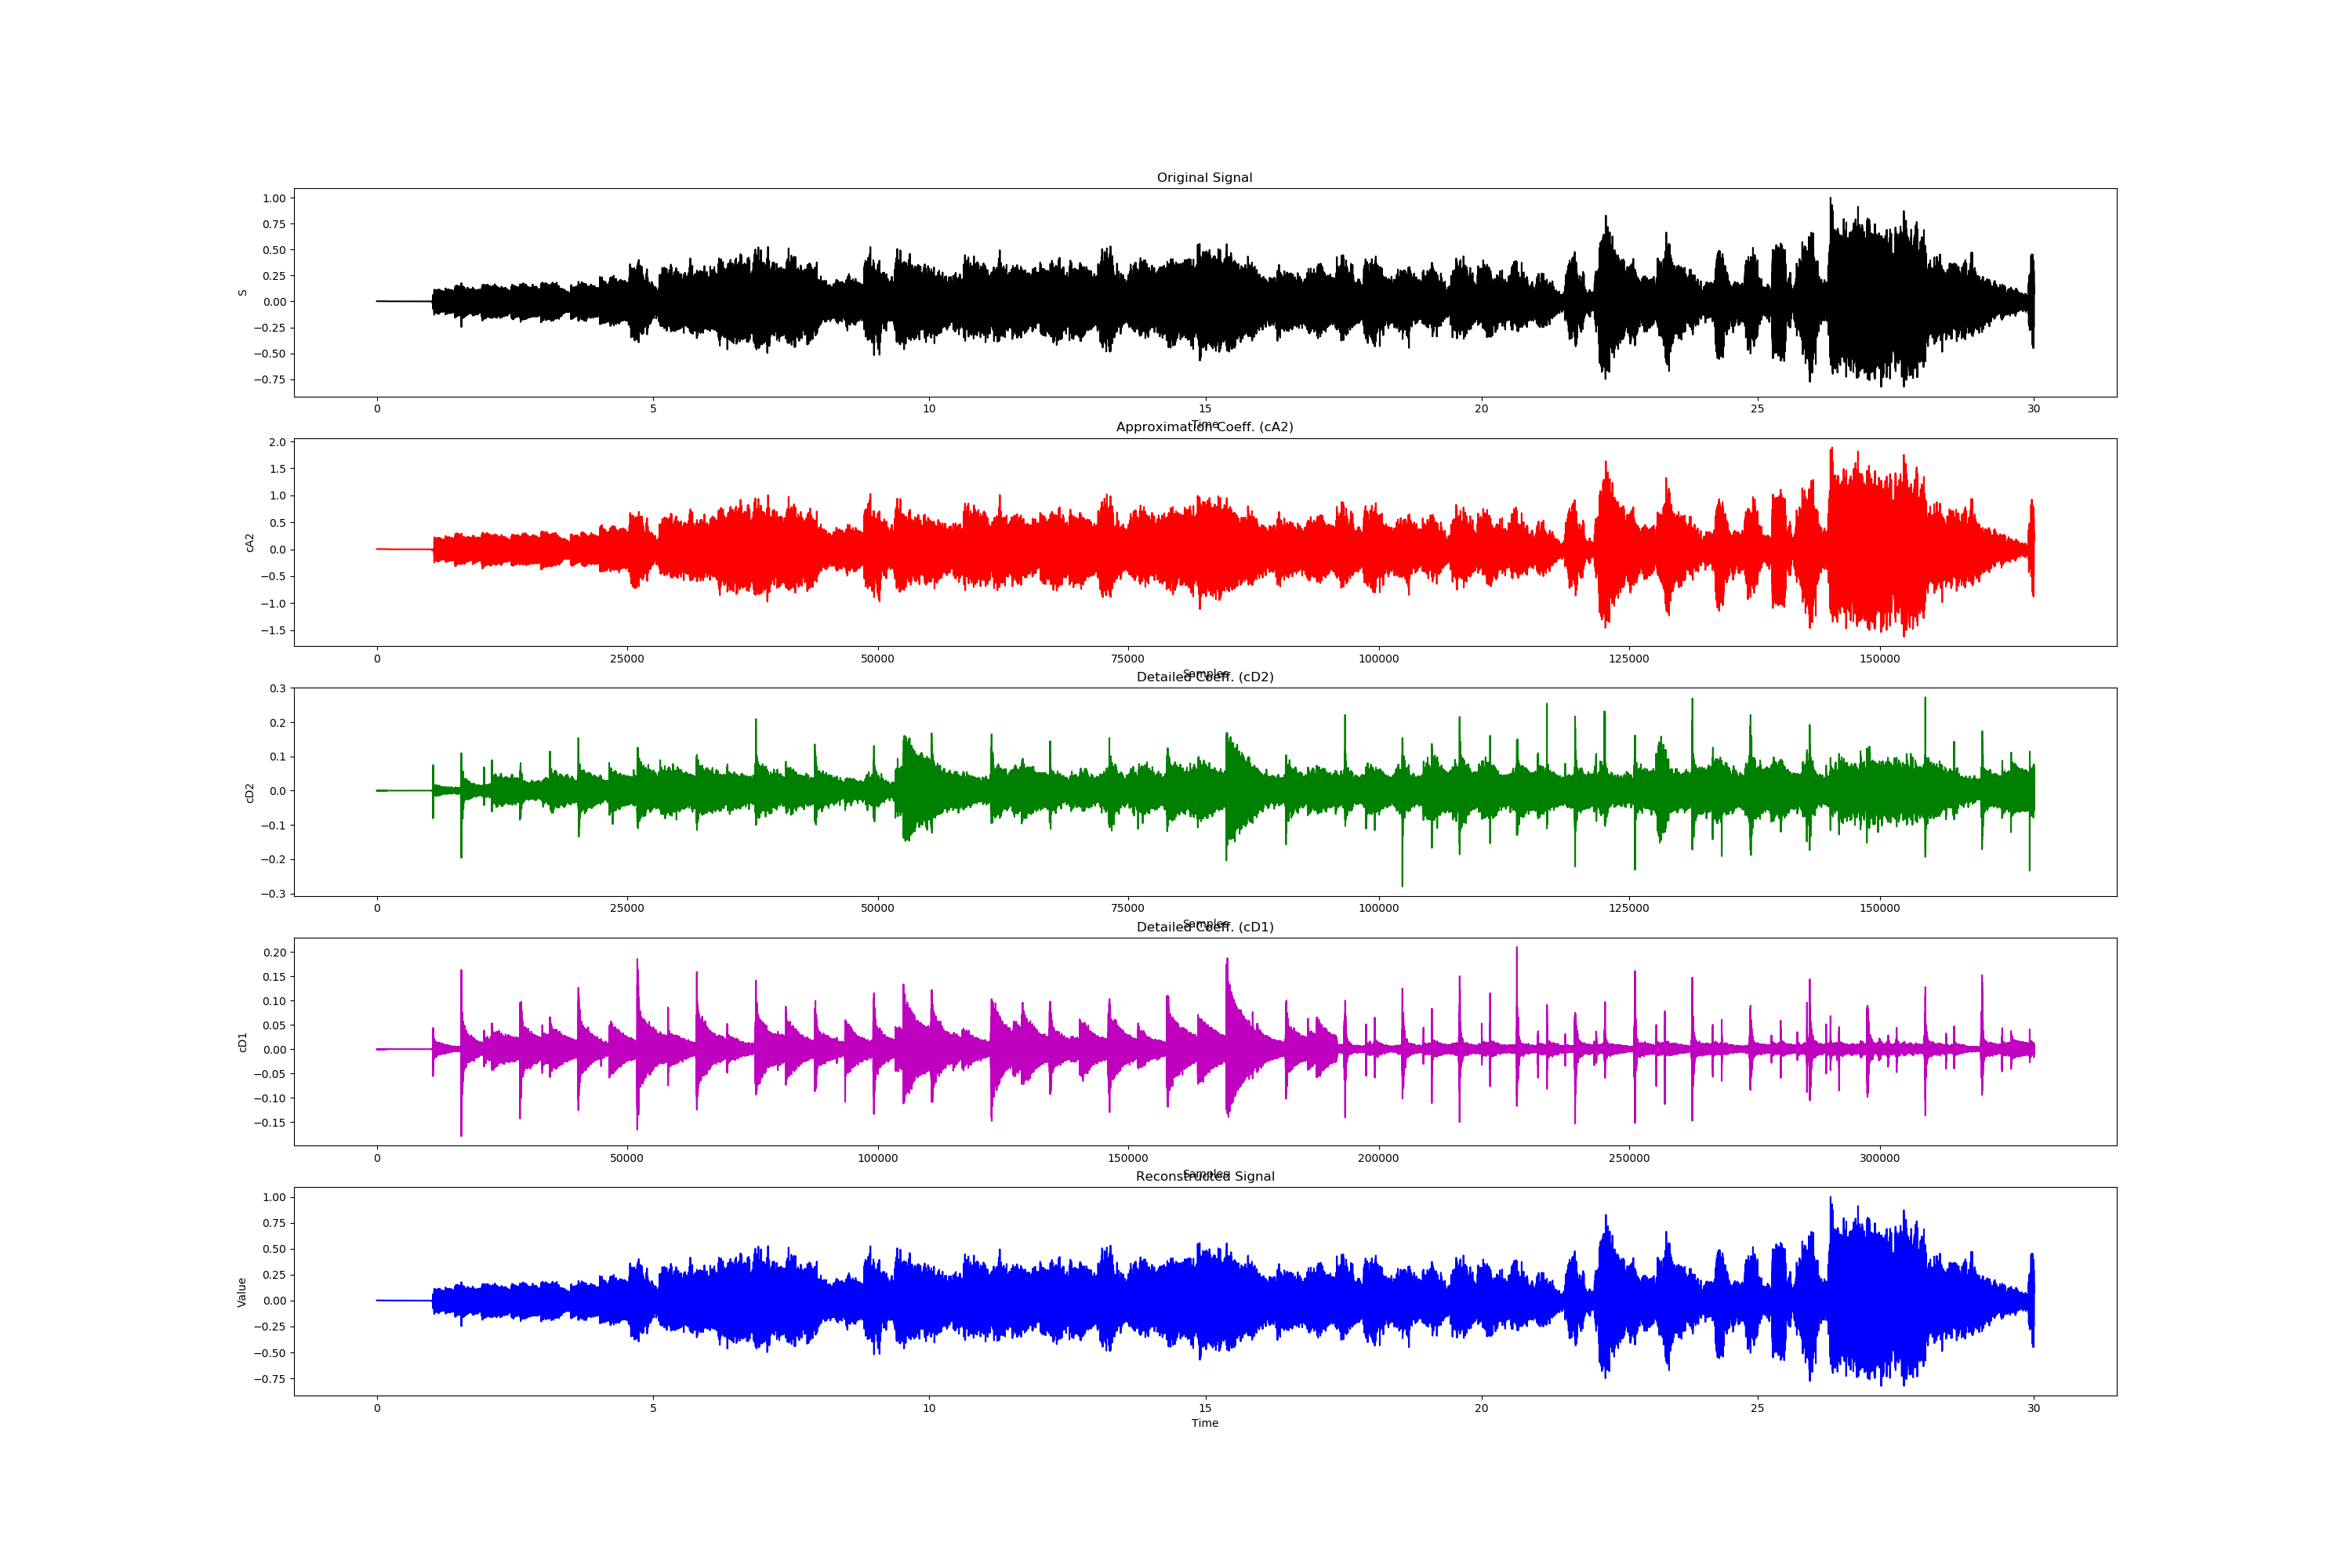 Original Signal
1.00
0.75
0.50
0.25
0.00
−0.25
−0.50
−0.75
S
0 5 10 15 20 25 30
Time
Approximation Coeff. (cA2)
2.0
1.5
1.0
0.5
0.0
−0.5
−1.0
−1.5
cA2
0 25000 50000 75000 100000 125000 150000
Samples
Detailed Coeff. (cD2)
0.3
0.2
0.1
0.0
−0.1
−0.2
−0.3
cD2
0 25000 50000 75000 100000 125000 150000
Samples
Detailed Coeff. (cD1)
0.20
0.15
0.10
0.05
0.00
−0.05
−0.10
−0.15
cD1
0 50000 100000 150000 200000 250000 300000
Samples
Reconstructed Signal
1.00
0.75
0.50
0.25
0.00
−0.25
−0.50
−0.75
Value
0 5 10 15 20 25 30
Time